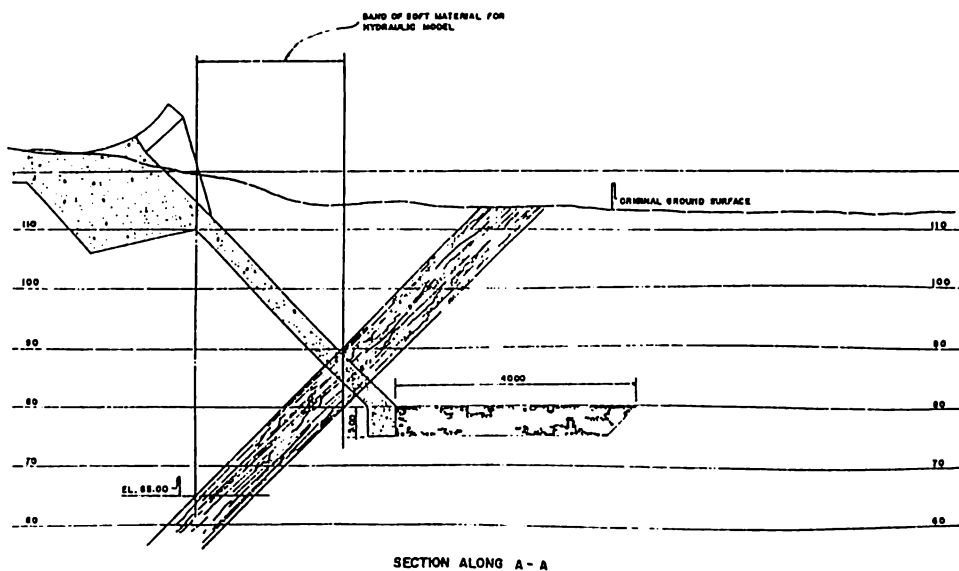 BAND OF SOFT MATERIAL FOR
HYDRAULIC MODEL
ORIGINAL GROUND SURFACE
110
110
100
100
90
90
4000
80
80
70
70
EL. 65.00
60
60
SECTION ALONG A-A